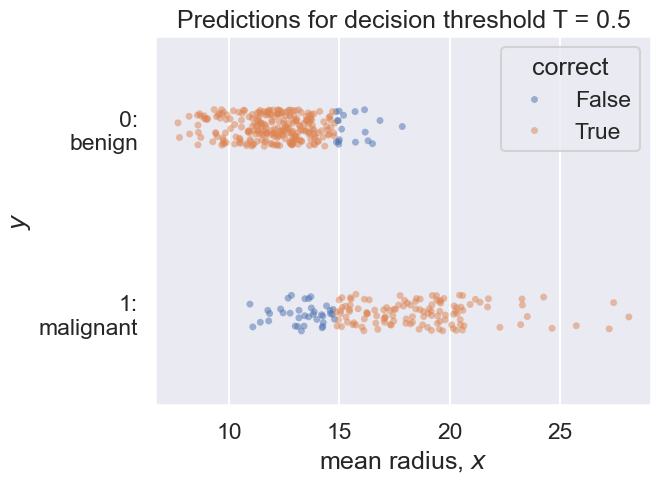 Predictions for decision threshold T = 0.5
correct
False
True
0:
benign
y
1:
malignant
10 15 20 25
mean radius, x